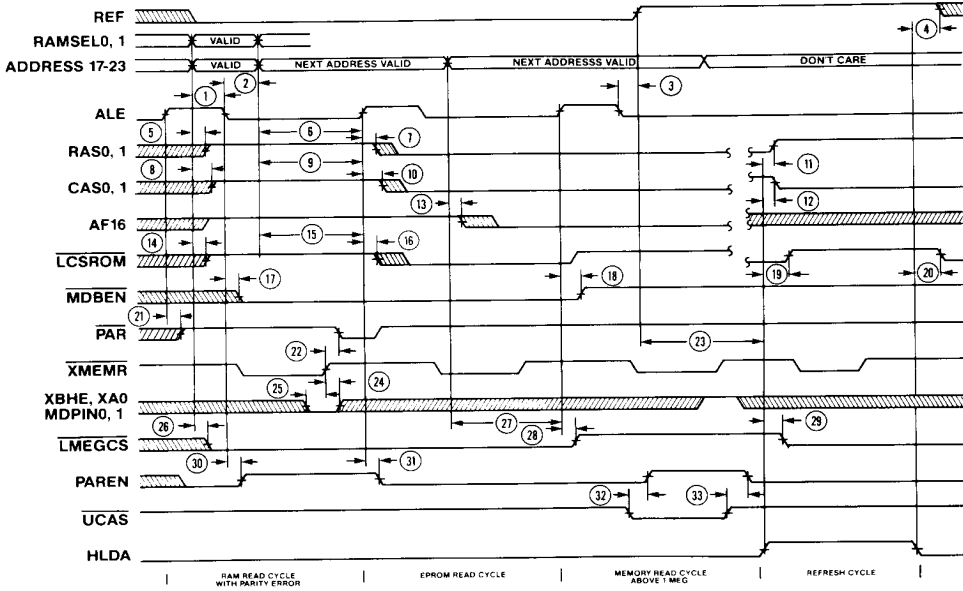 REF
4
RAMSEL0, 1
VALID
ADDRESS 17-23
VALID
NEXT ADDRESS VALID
NEXT ADDRESSS VALID
DON'T CARE
2
1
3
ALE
5
6
7
RAS0, 1
8
9
10
11
CAS0, 1
12
13
AF16
14
15
16
LCSROM
17
18
19
20
MDBEN
21
PAR
22
23
XMEMR
24
25
XBHE, XA0
MDPIN0, 1
26
27
28
29
LMEGCS
30
31
PAREN
32
33
UCAS
HLDA
RAM READ CYCLE
WITH PARITY ERROR
EPROM READ CYCLE
MEMORY READ CYCLE
ABOVE 1 MEG
REFRESH CYCLE